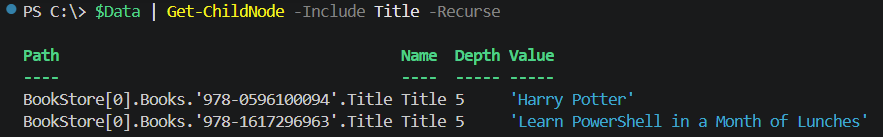 PS C:\> $Data | Get-ChildNode -Include Title -Recurse
Path Name Depth Value
---- ---- ----- -----
BookStore[0].Books.'978-0596100094'.Title Title 5 'Harry Potter'
BookStore[0].Books.'978-1617296963'.Title Title 5 'Learn PowerShell in a Month of Lunches'